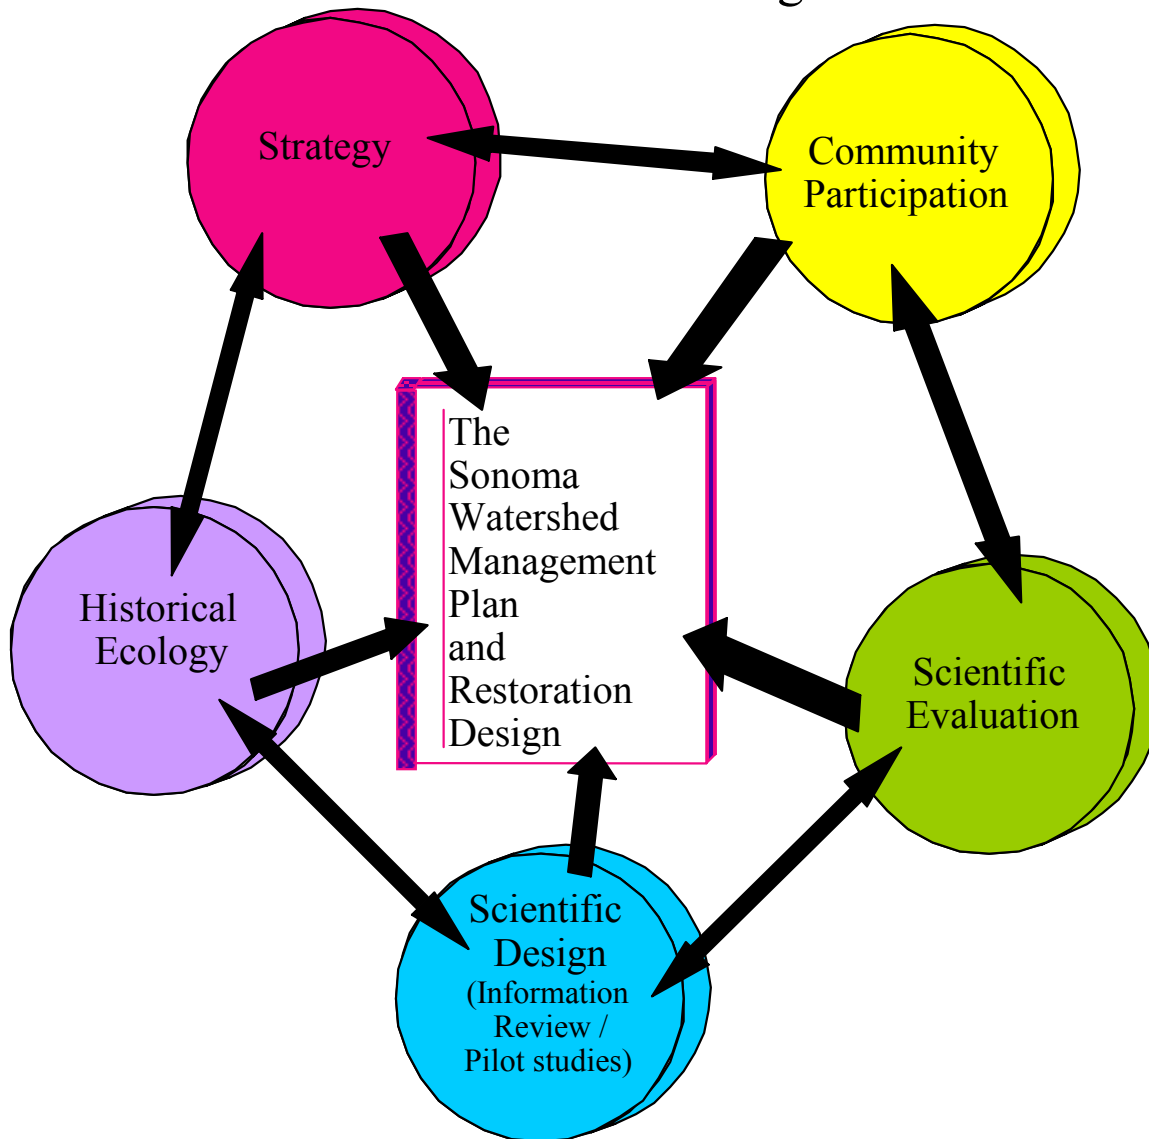 Strategy
Community
Participation
The
Sonoma
Watershed
Management
Plan
and
Restoration
Design
Historical
Ecology
Scientific
Evaluation
Scientific
Design
(Information
Review /
Pilot studies)